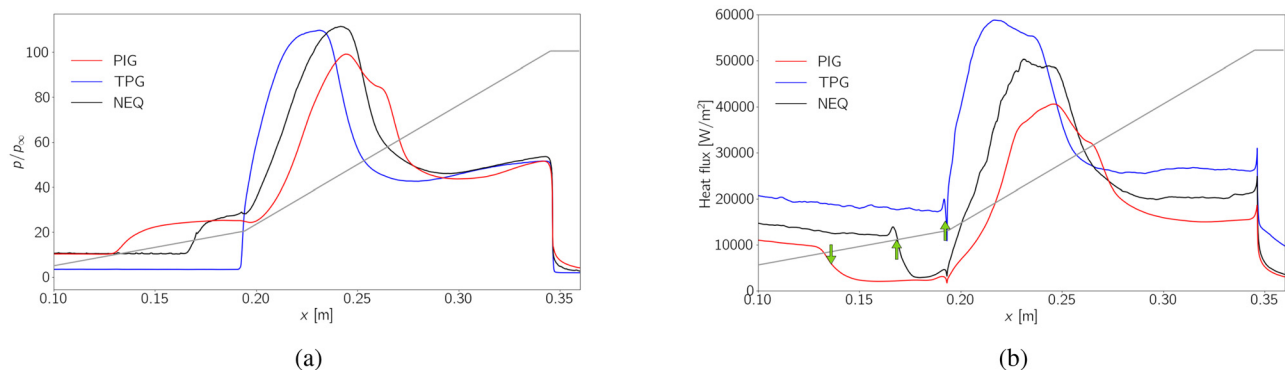 100
80
60
40
20
0
p/p∞
PIG
TPG
NEQ
0.10
0.15
0.20
0.25
0.30
0.35
x [m]
(a)
60000
50000
40000
30000
20000
10000
0
Heat flux [W/m²]
PIG
TPG
NEQ
0.10
0.15
0.20
0.25
0.30
0.35
x [m]
(b)